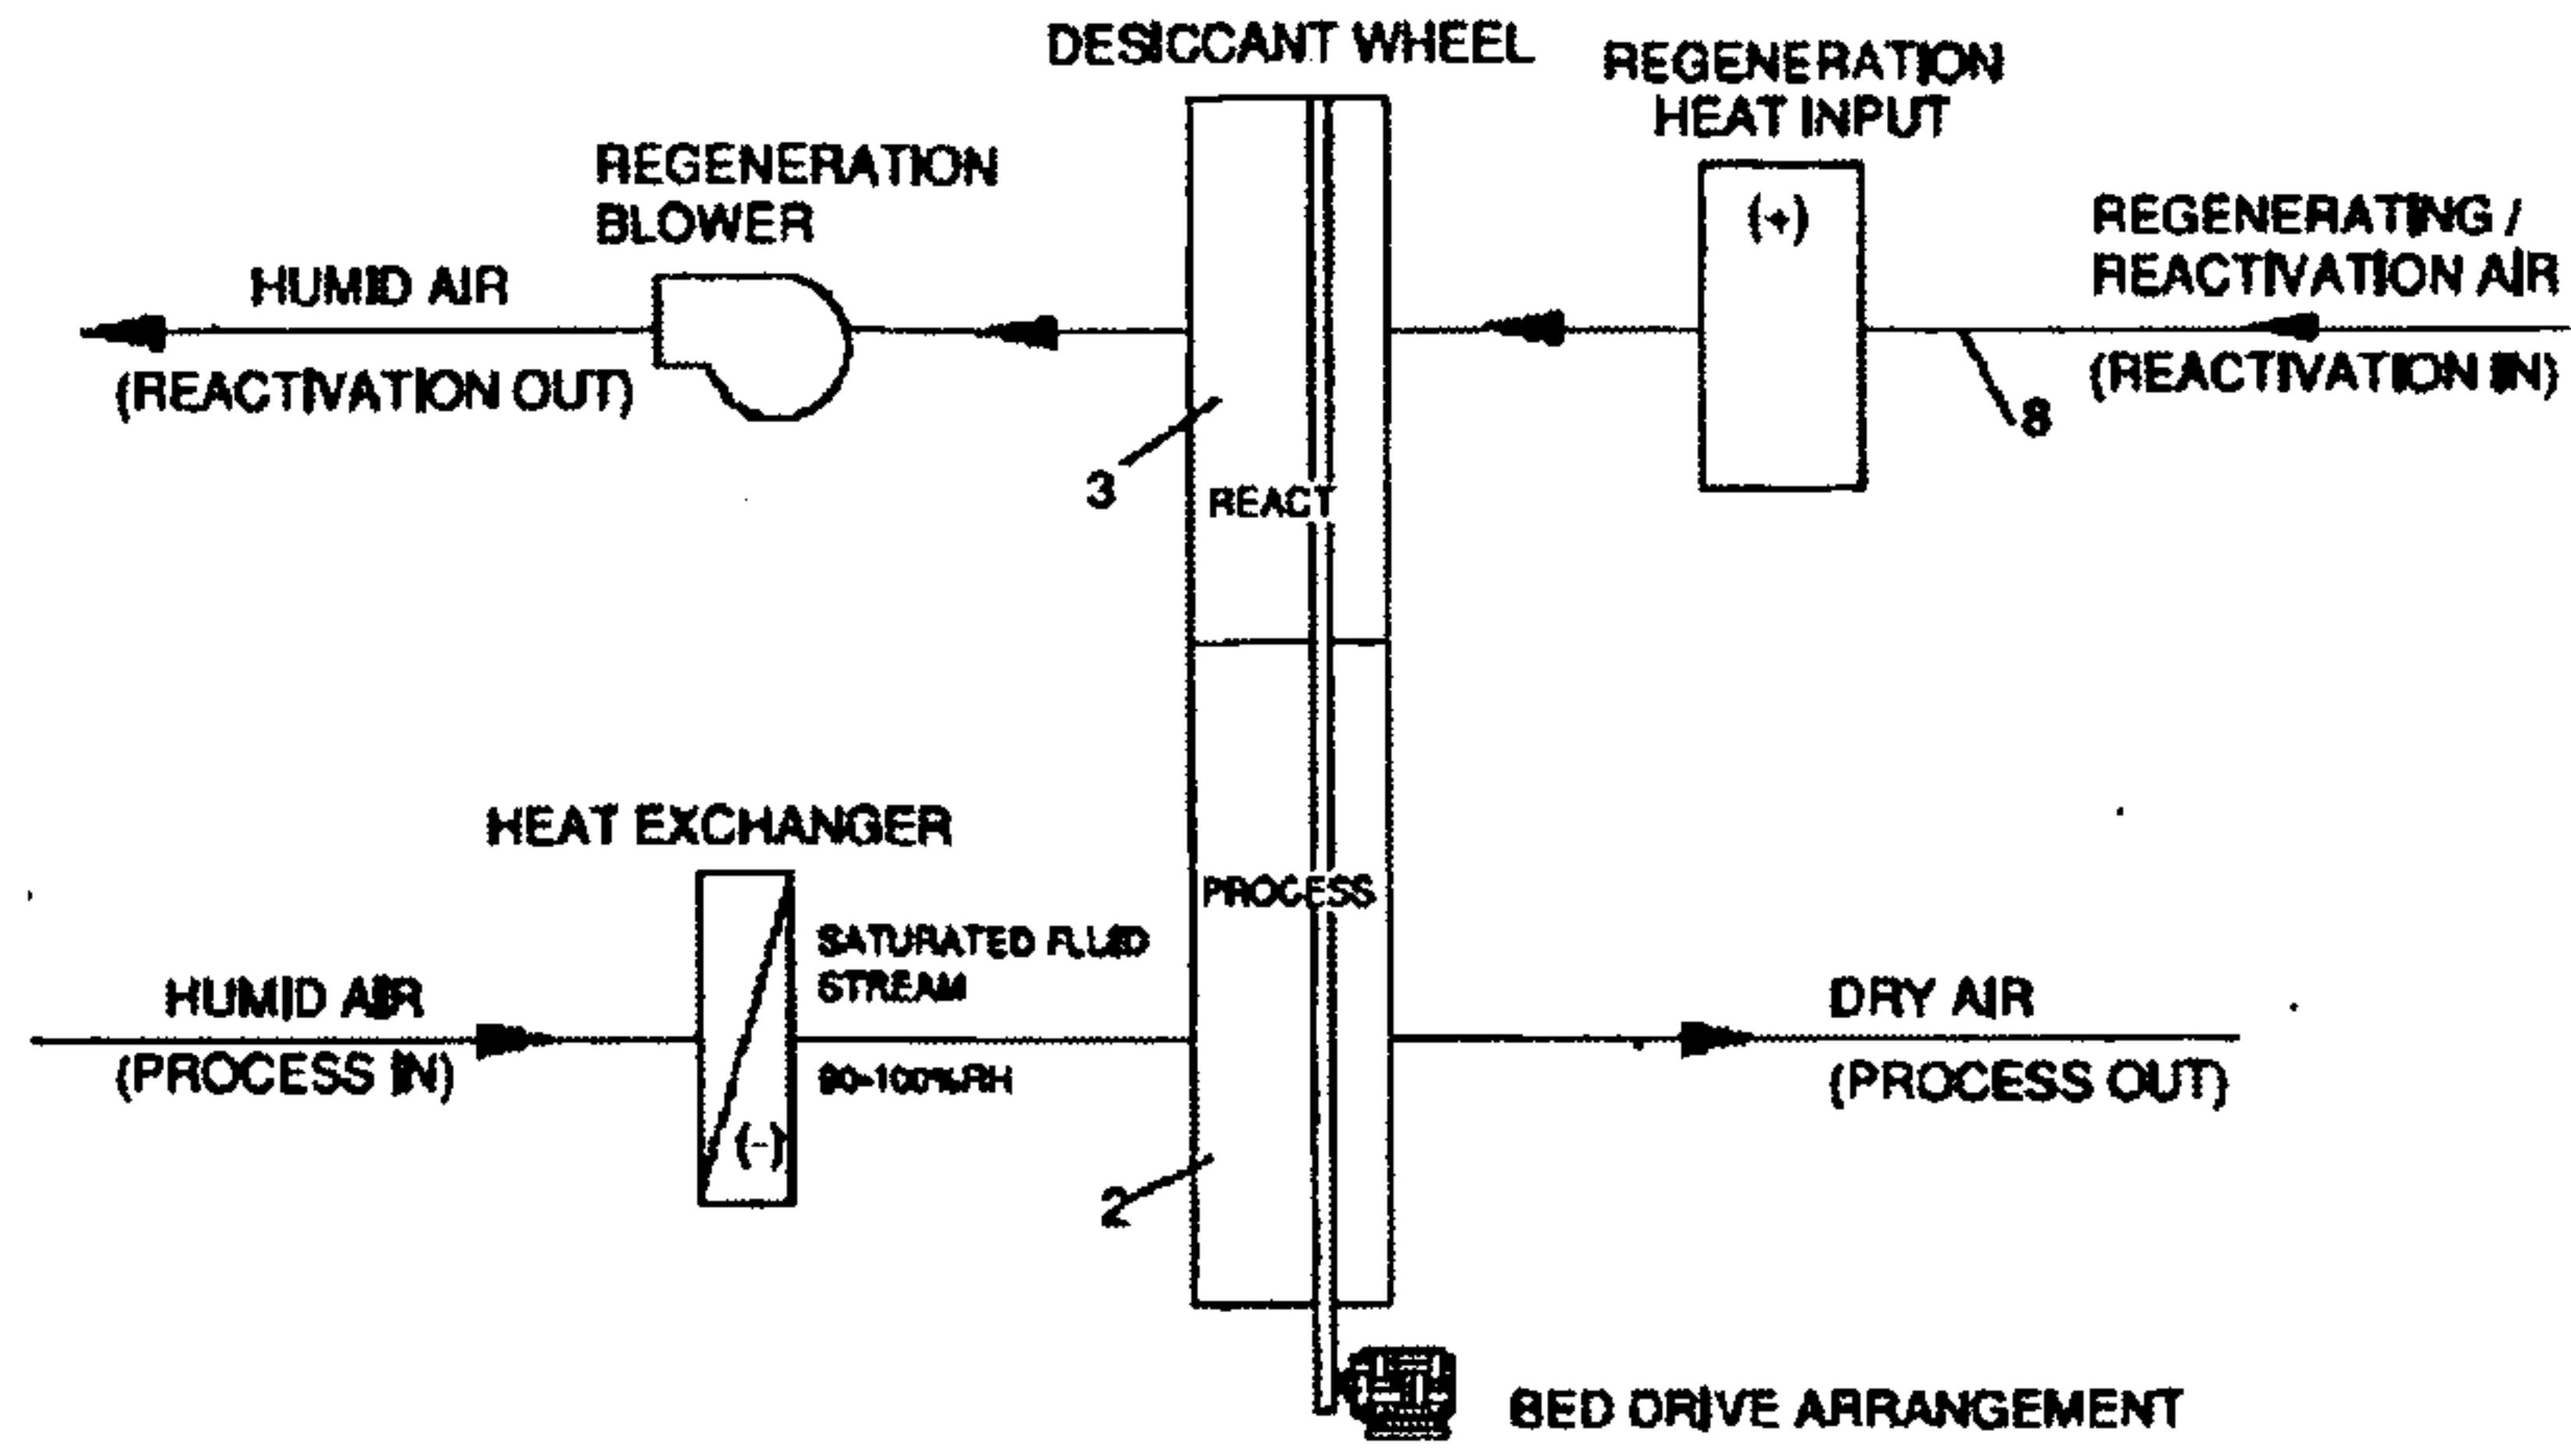 DESICCANT WHEEL
REGENERATION
HEAT INPUT
(+)
REGENERATION
BLOWER
REGENERATING /
REACTIVATION AIR
(REACTIVATION IN)
8
HUMID AIR
(REACTIVATION OUT)
3
REACT
HEAT EXCHANGER
PROCESS
SATURATED FLUID
STREAM
90-100%RH
HUMID AIR
(PROCESS IN)
(-)
2
DRY AIR
(PROCESS OUT)
BED DRIVE ARRANGEMENT